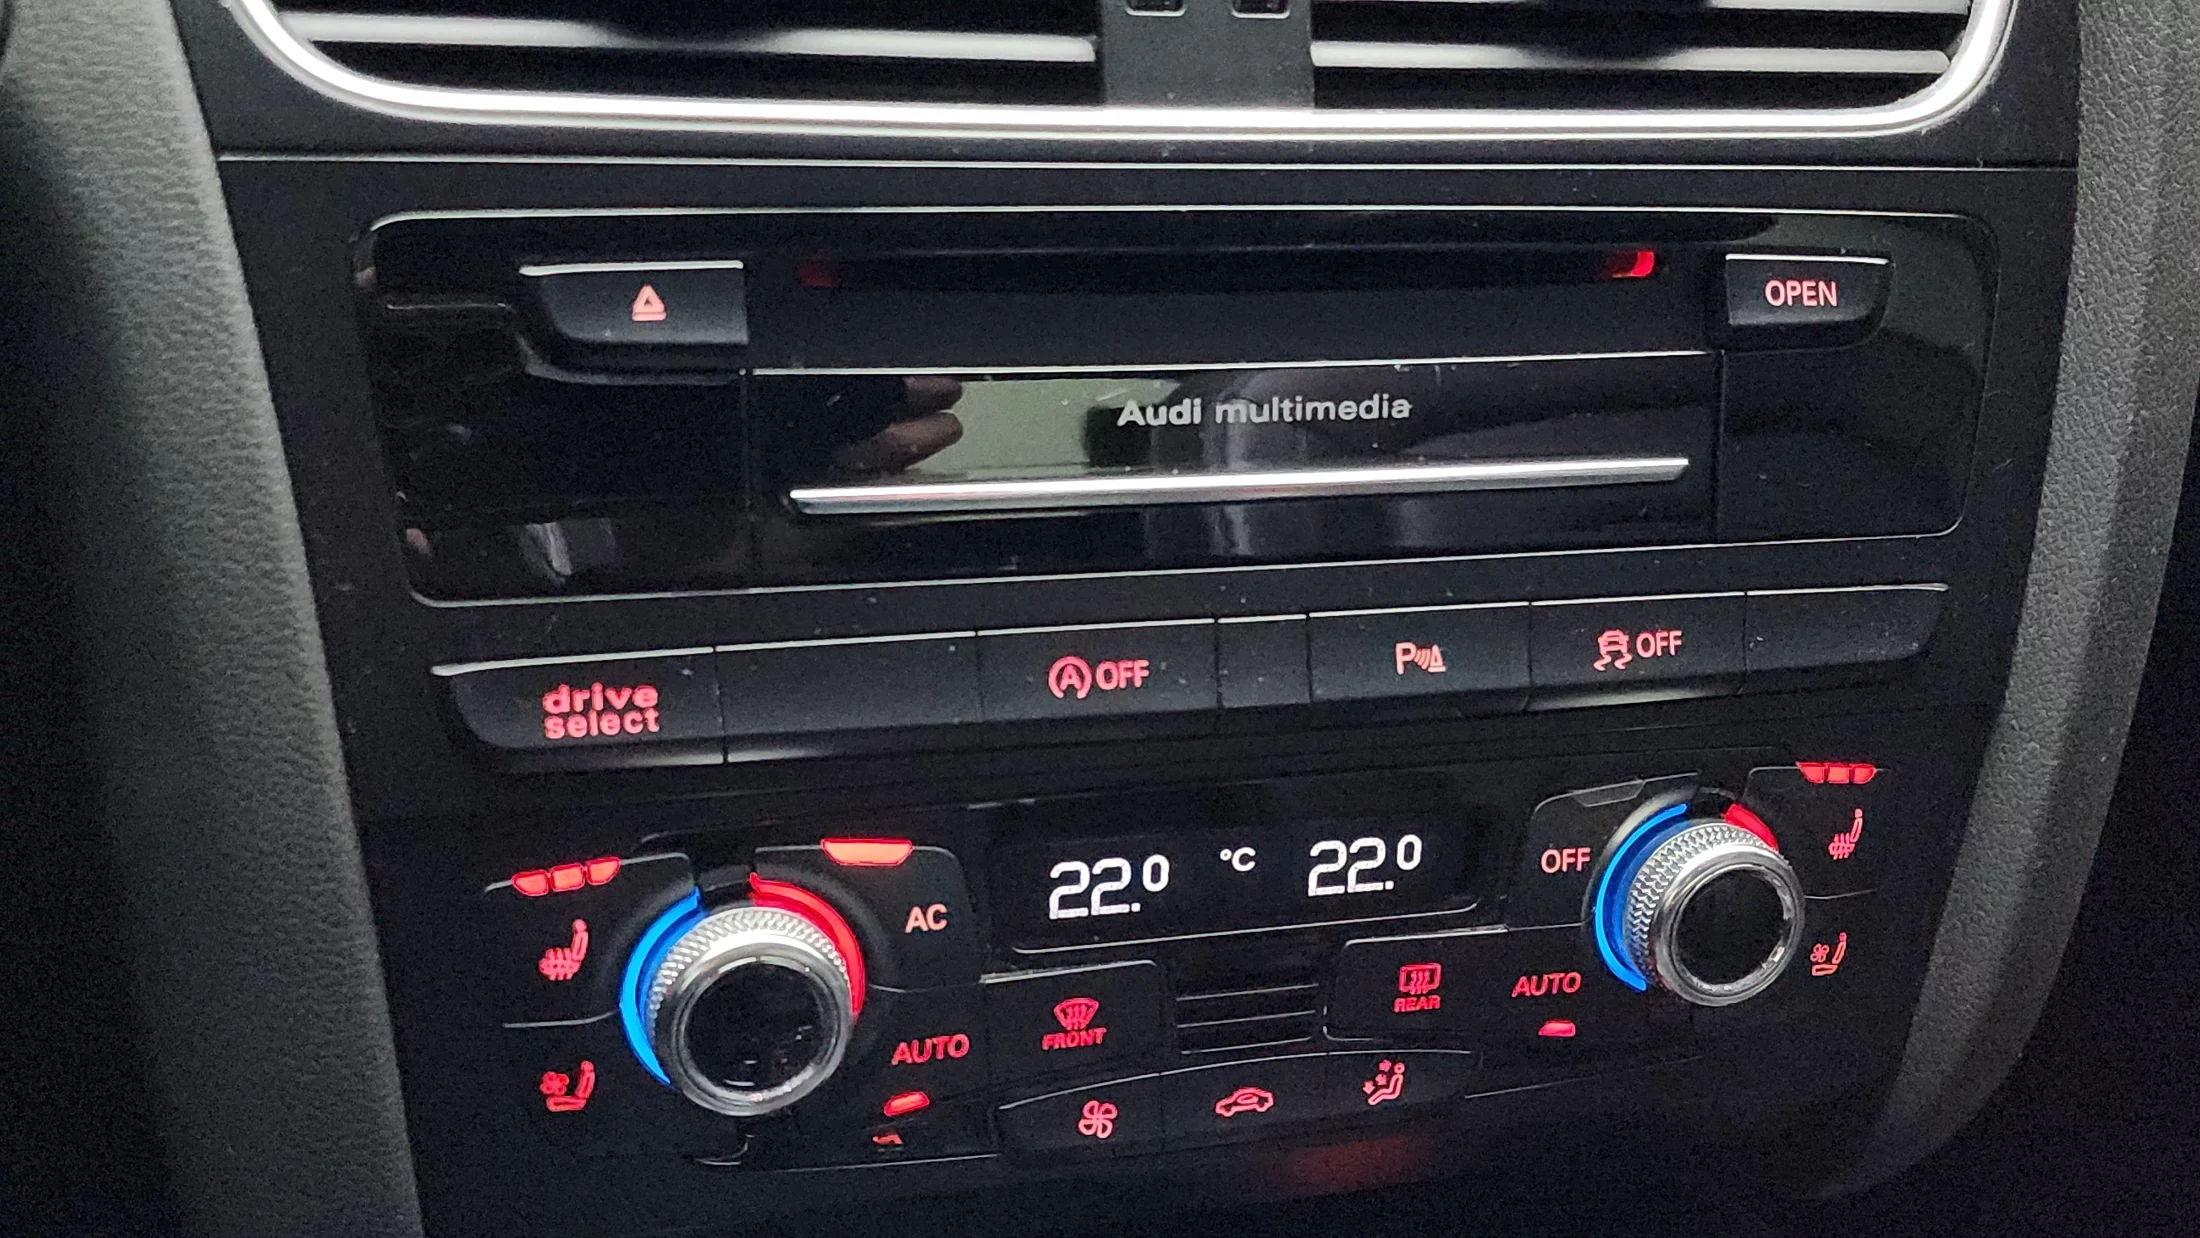 OPEN
Audi multimedia
drive
select
A OFF
P
OFF
22.0 °C 22.0
OFF
AC
AUTO
FRONT
REAR
AUTO